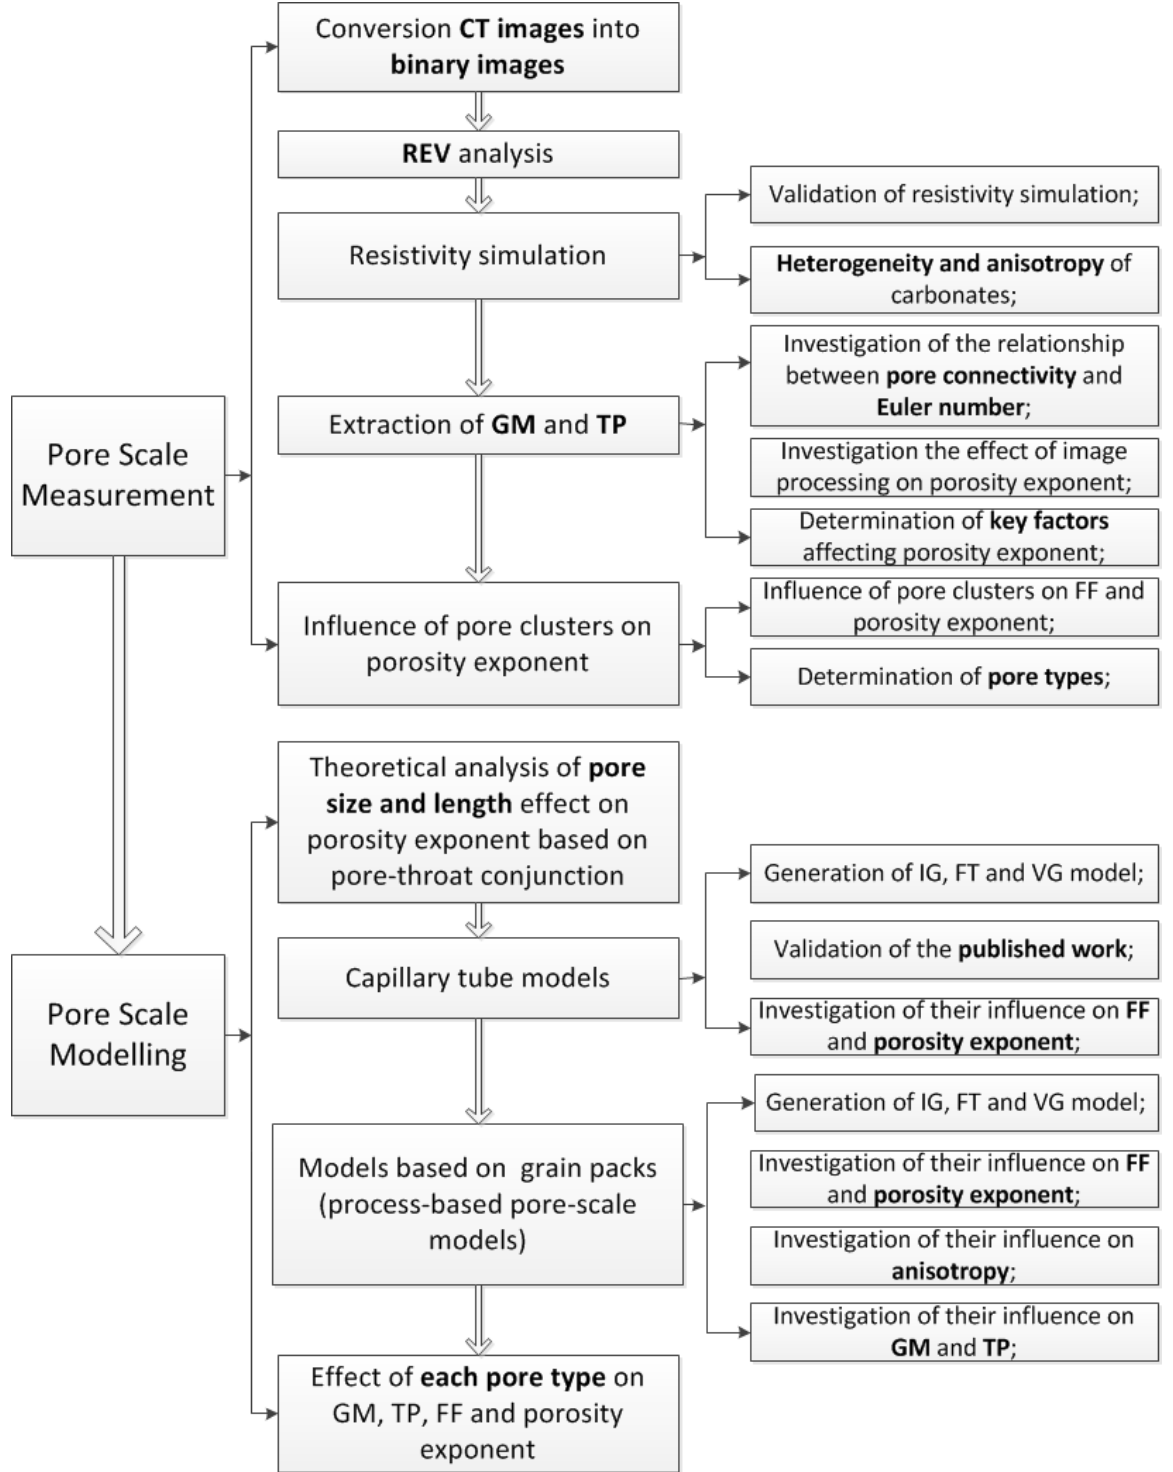 Conversion CT images into
binary images
REV analysis
Resistivity simulation
Validation of resistivity simulation;
Heterogeneity and anisotropy of
carbonates;
Pore Scale
Measurement
Extraction of GM and TP
Investigation of the relationship
between pore connectivity and
Euler number;
Investigation the effect of image
processing on porosity exponent;
Determination of key factors
affecting porosity exponent;
Influence of pore clusters on
porosity exponent
Influence of pore clusters on FF and
porosity exponent;
Determination of pore types;
Pore Scale
Modelling
Theoretical analysis of pore
size and length effect on
porosity exponent based on
pore-throat conjunction
Capillary tube models
Generation of IG, FT and VG model;
Validation of the published work;
Investigation of their influence on FF
and porosity exponent;
Models based on grain packs
(process-based pore-scale
models)
Generation of IG, FT and VG model;
Investigation of their influence on FF
and porosity exponent;
Investigation of their influence on
anisotropy;
Investigation of their influence on
GM and TP;
Effect of each pore type on
GM, TP, FF and porosity
exponent